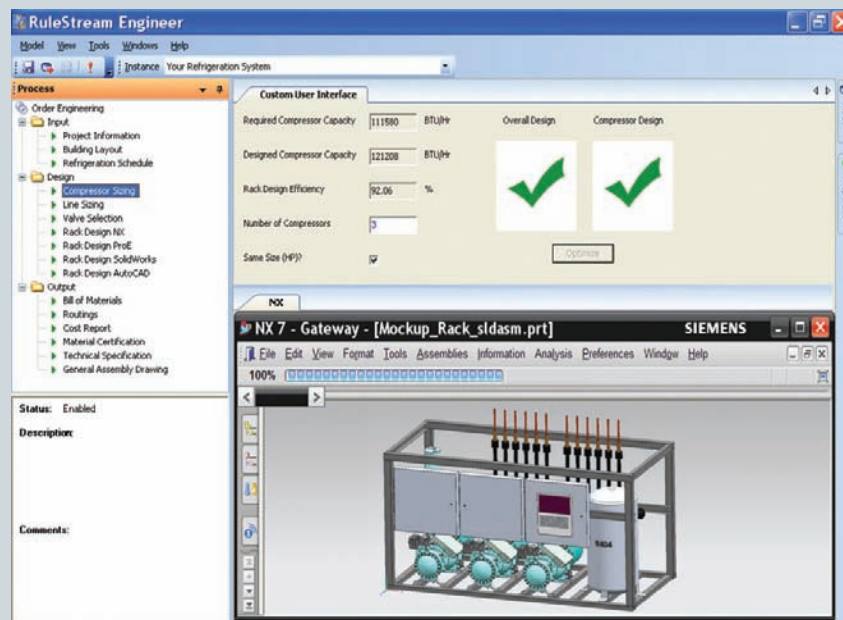 RuleStream Engineer
Model View Tools Windows Help
Instance Your Refrigeration System
Process
Order Engineering
Input
Project Information
Building Layout
Refrigeration Schedule
Design
Compressor Sizing
Line Sizing
Valve Selection
Rack Design NX
Rack Design ProE
Rack Design SolidWorks
Rack Design AutoCAD
Output
Bill of Materials
Routings
Cost Report
Material Certification
Technical Specification
General Assembly Drawing
Status: Enabled
Description:
Comments:
Custom User Interface
Required Compressor Capacity 111580 BTU/Hr Overall Design Compressor Design
Designed Compressor Capacity 121208 BTU/Hr
Rack Design Efficiency 92.06 %
Number of Compressors 3
Same Size (HP)? Optimize
NX
NX 7 - Gateway - [Mockup_Rack_sldasm.prt] SIEMENS
File Edit View Format Tools Assemblies Information Analysis Preferences Window Help
100%